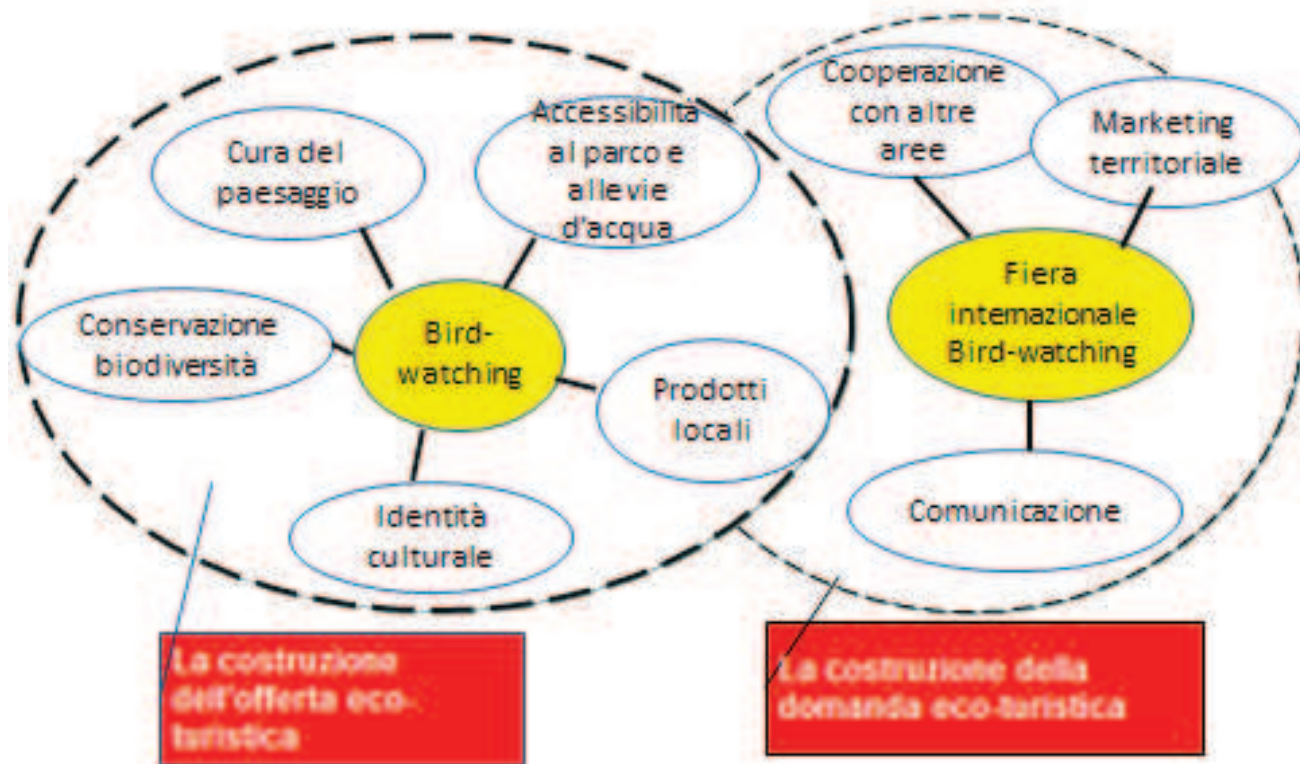 Cura del
paesaggio
Accessibilità
al parco e
alle vie
d'acqua
Conservazione
biodiversità
Bird-
watching
Prodotti
locali
Identità
culturale
La costruzione
dell'offerta eco-
turistica
Cooperazione
con altre
aree
Marketing
territoriale
Fiera
internazionale
Bird-watching
Comunicazione
La costruzione della
domanda eco-turistica